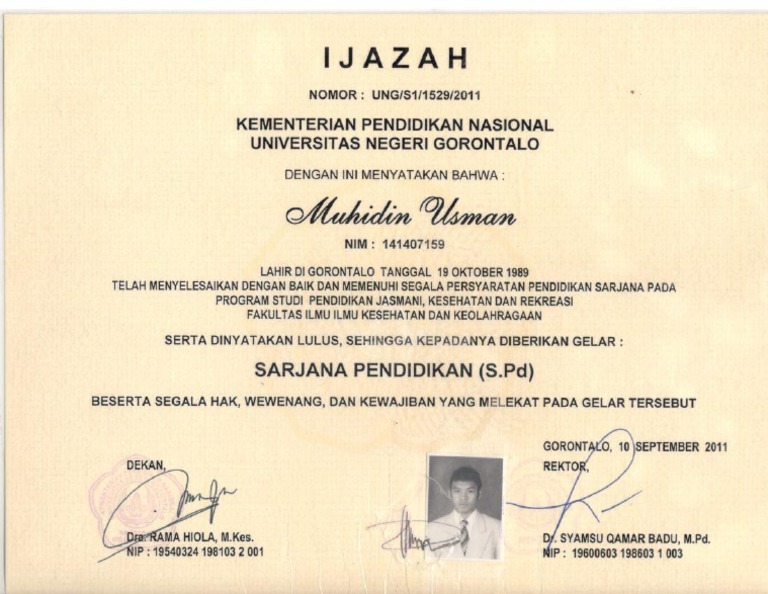 IJAZAH
NOMOR : UNG/S1/1529/2011
KEMENTERIAN PENDIDIKAN NASIONAL
UNIVERSITAS NEGERI GORONTALO
DENGAN INI MENYATAKAN BAHWA :
Muhidin Usman
NIM : 141407159
LAHIR DI GORONTALO TANGGAL 19 OKTOBER 1989
TELAH MENYELESAIKAN DENGAN BAIK DAN MEMENUHI SEGALA PERSYARATAN PENDIDIKAN SARJANA PADA
PROGRAM STUDI PENDIDIKAN JASMANI, KESEHATAN DAN REKREASI
FAKULTAS ILMU ILMU KESEHATAN DAN KEOLAHRAGAAN
SERTA DINYATAKAN LULUS, SEHINGGA KEPADANYA DIBERIKAN GELAR :
SARJANA PENDIDIKAN (S.Pd)
BESERTA SEGALA HAK, WEWENANG, DAN KEWAJIBAN YANG MELEKAT PADA GELAR TERSEBUT
DEKAN,
Dra. RAMA HIOLA, M.Kes.
NIP : 19540324 198103 2 001
GORONTALO, 10 SEPTEMBER 2011
REKTOR,
Dr. SYAMSU QAMAR BADU, M.Pd.
NIP : 19600603 198603 1 003